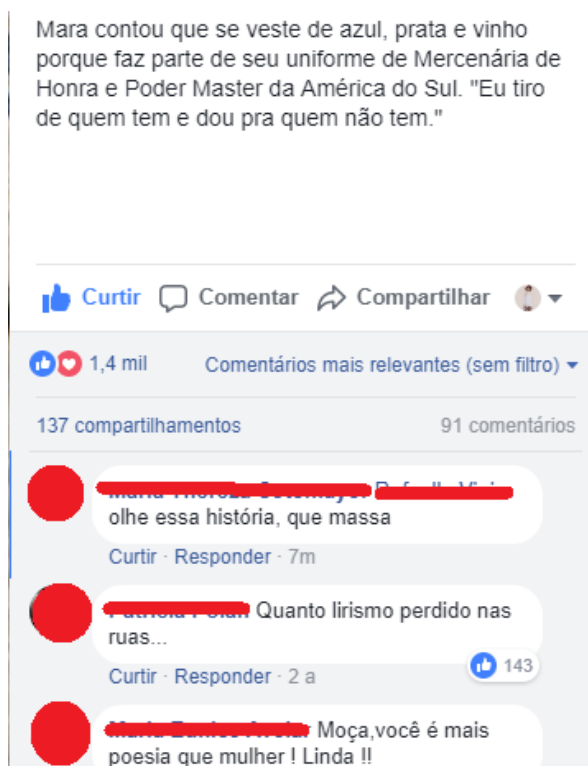 Mara contou que se veste de azul, prata e vinho
porque faz parte de seu uniforme de Mercenária de
Honra e Poder Master da América do Sul. "Eu tiro
de quem tem e dou pra quem não tem."
Curtir Comentar Compartilhar
1,4 mil Comentários mais relevantes (sem filtro)
137 compartilhamentos 91 comentários
olhe essa história, que massa
Curtir · Responder · 7m
Quanto lirismo perdido nas
ruas...
143
Curtir · Responder · 2 a
Moça,você é mais
poesia que mulher ! Linda !!